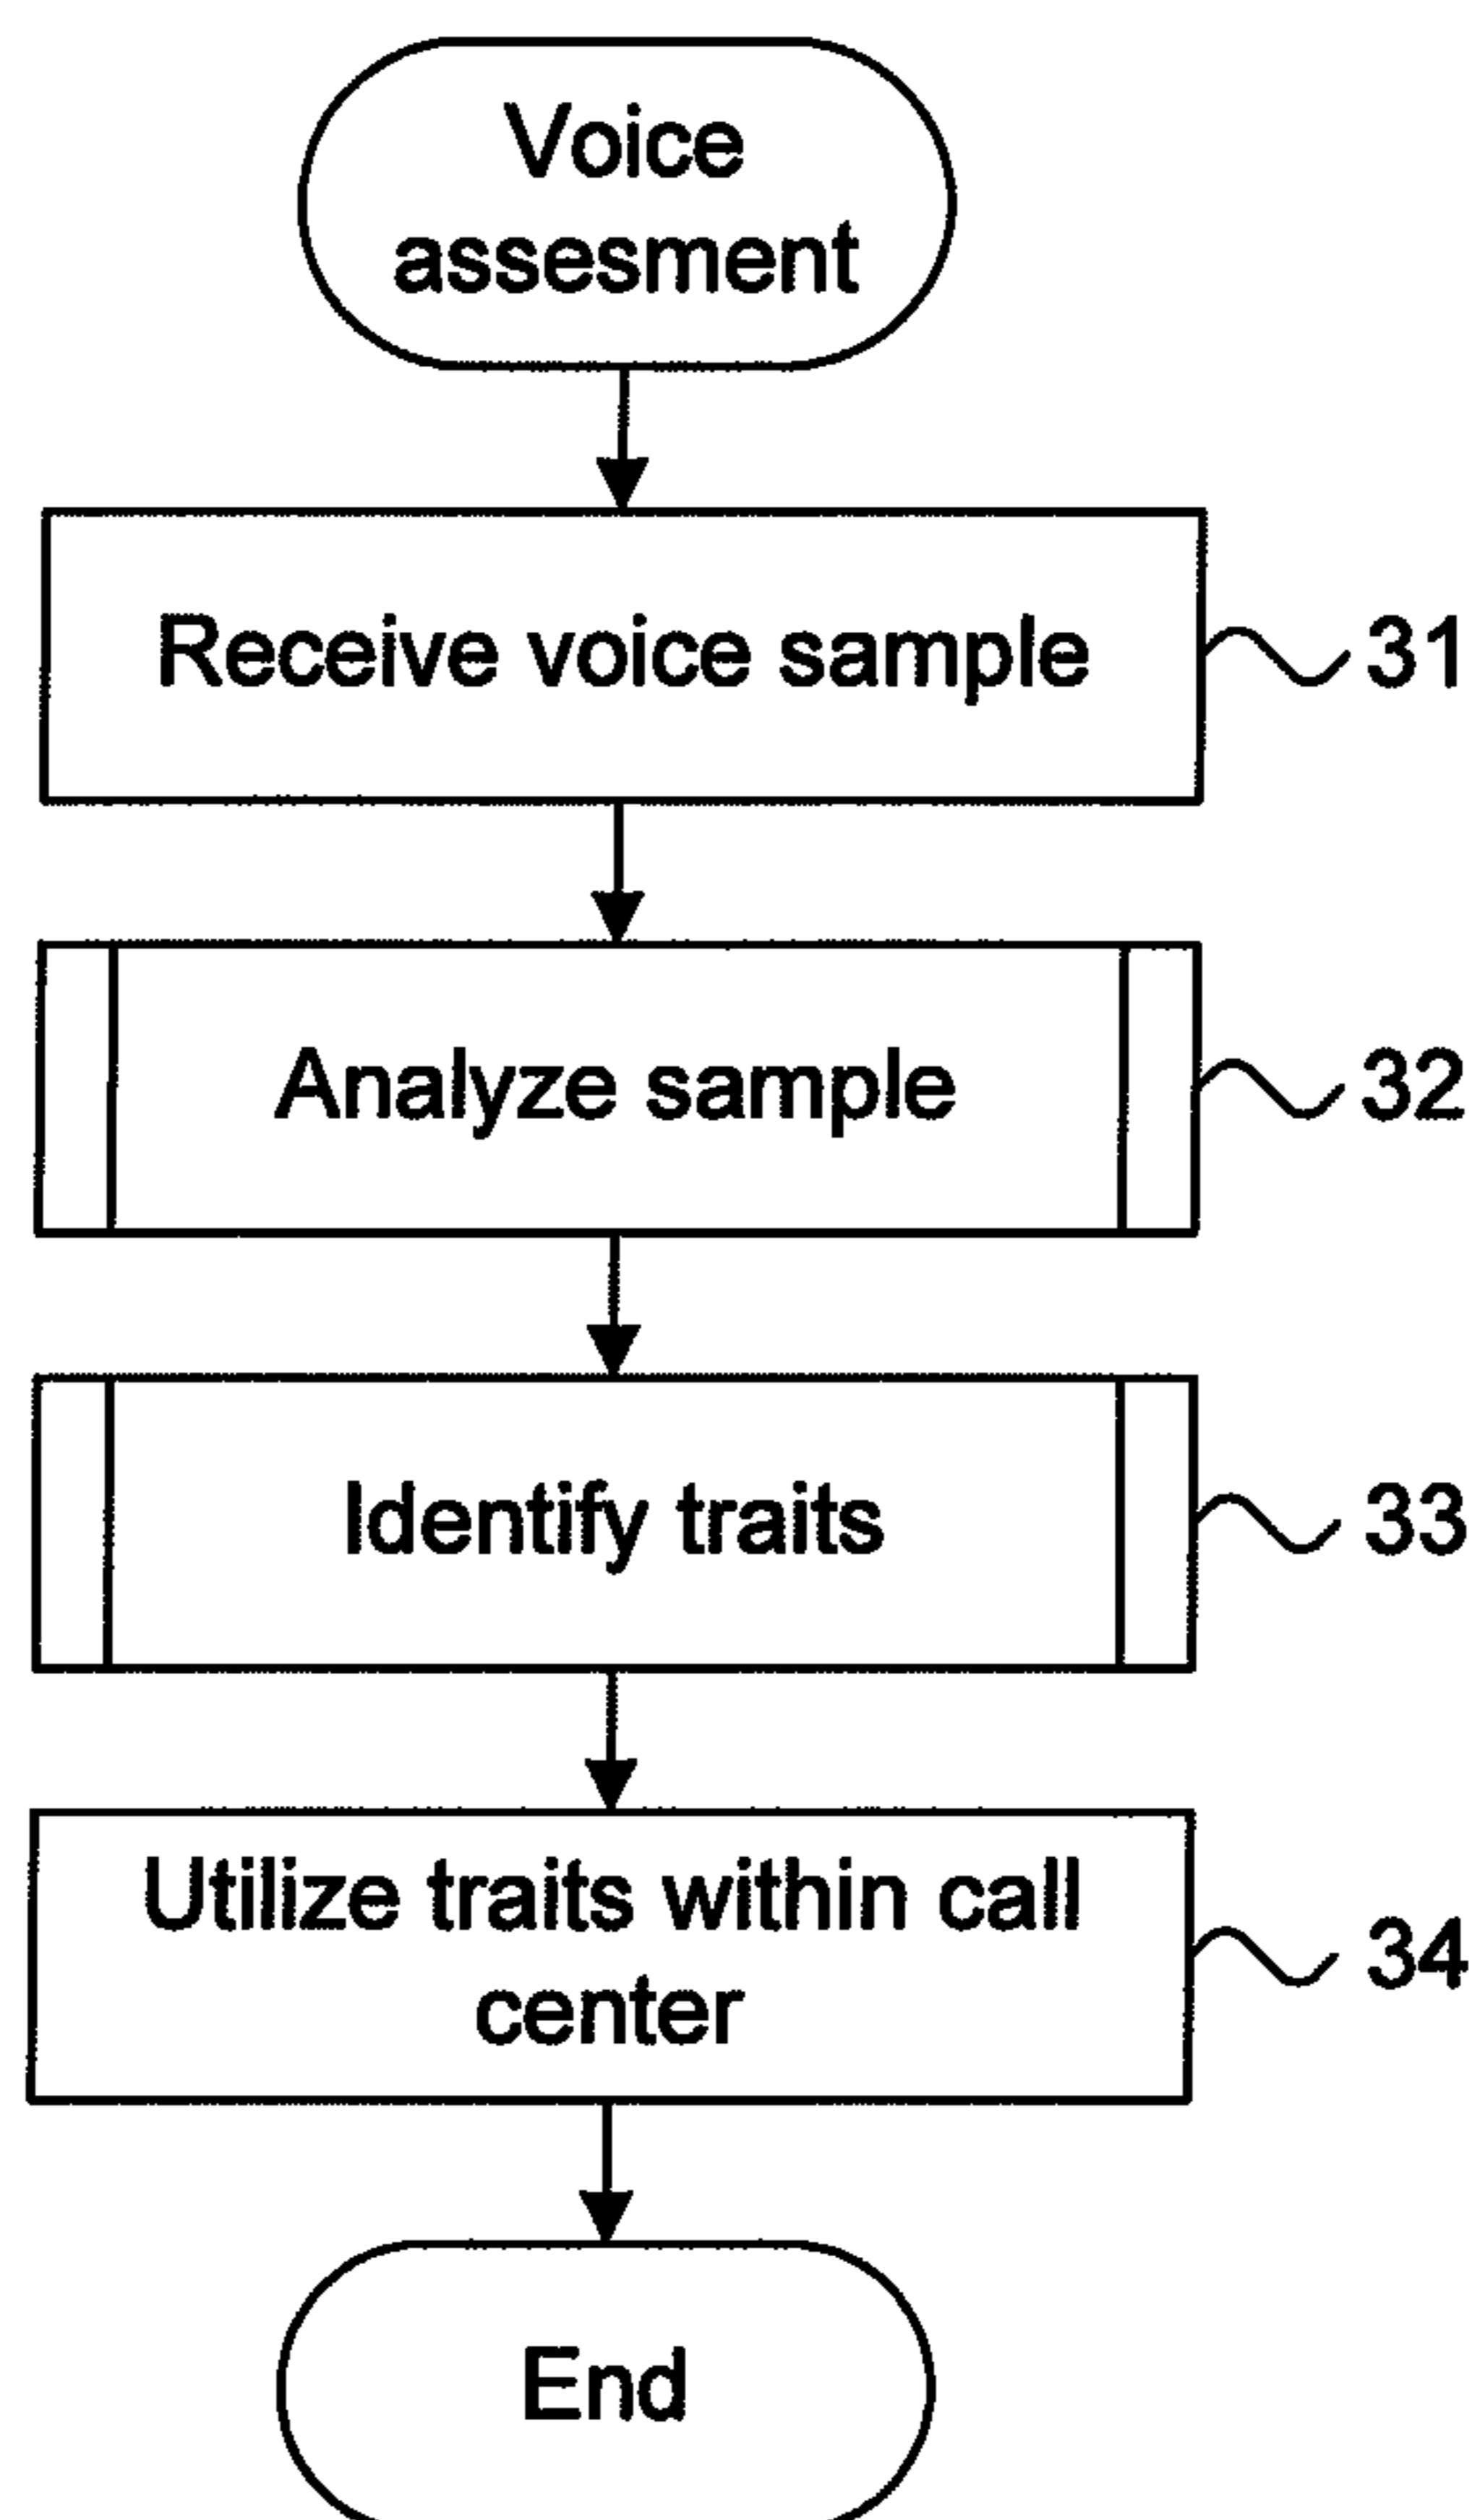 Voice
assesment
Receive voice sample
31
Analyze sample
32
Identify traits
33
Utilize traits within call
center
34
End